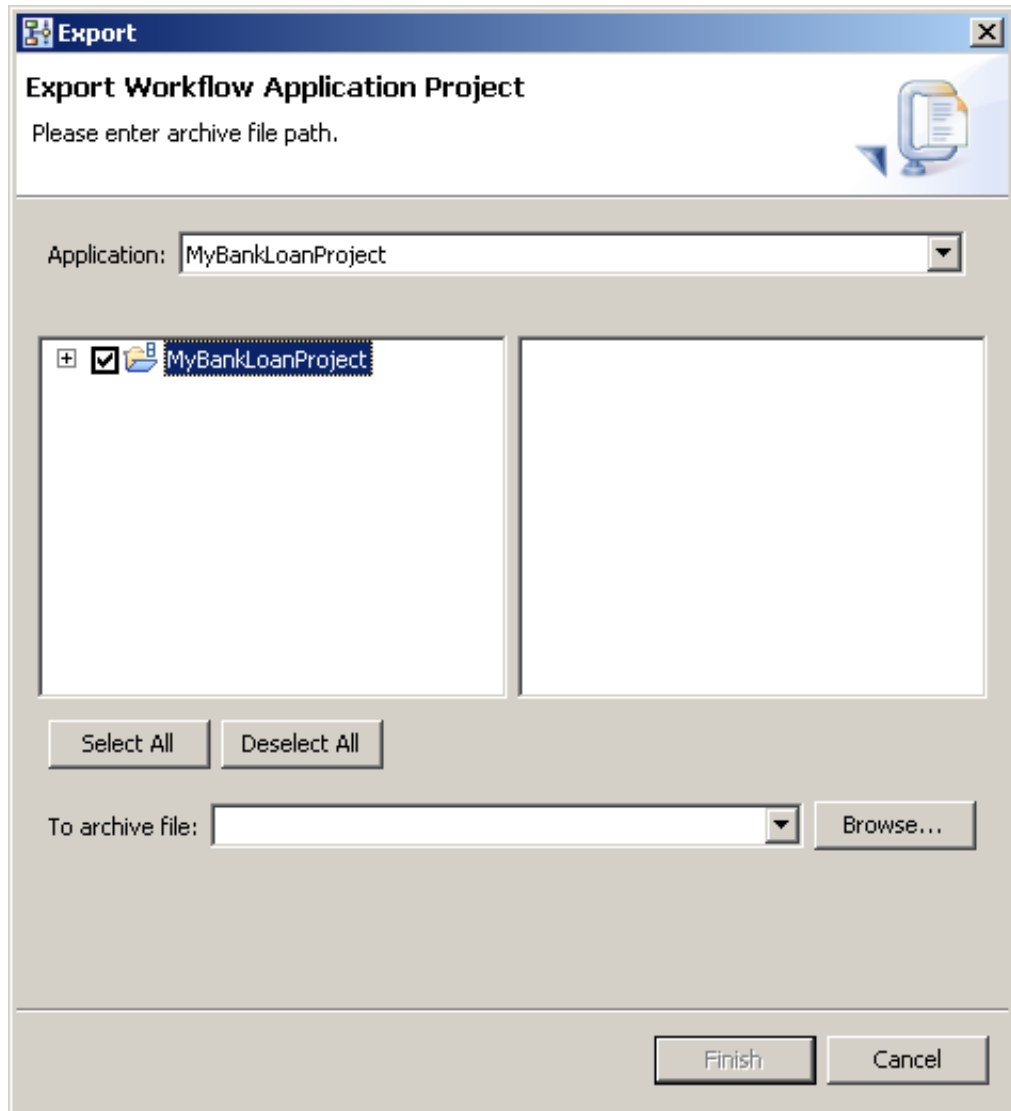 Export
Export Workflow Application Project
Please enter archive file path.
Application: MyBankLoanProject
MyBankLoanProject
Select All Deselect All
To archive file: Browse...
Finish Cancel